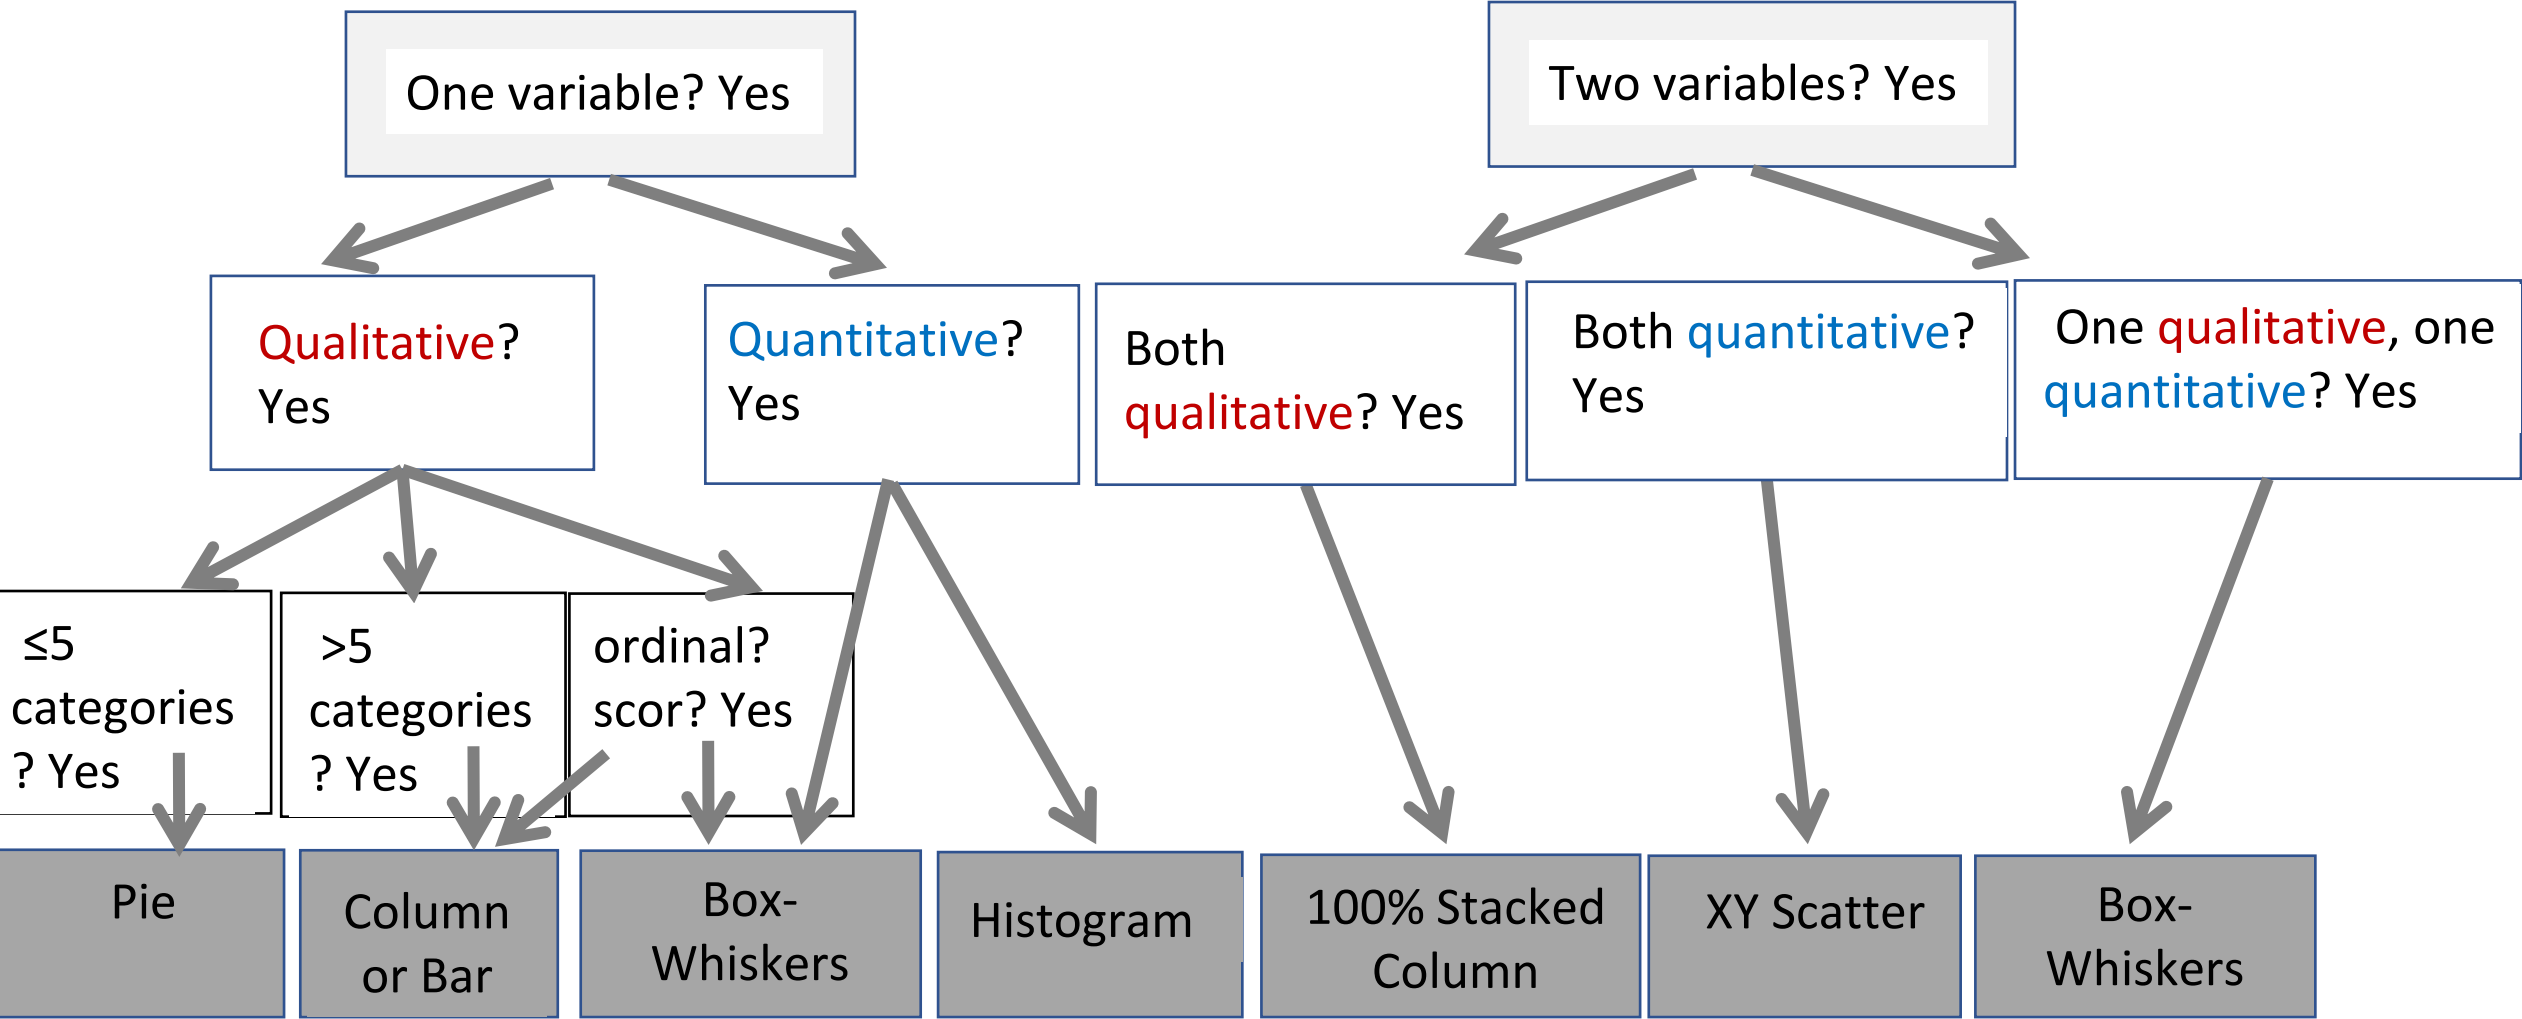 One variable? Yes
Two variables? Yes
Qualitative?
Yes
Quantitative?
Yes
Both
qualitative? Yes
Both quantitative?
Yes
One qualitative, one
quantitative? Yes
≤5
categories
? Yes
>5
categories
? Yes
ordinal?
scor? Yes
Pie
Column
or Bar
Box-
Whiskers
Histogram
100% Stacked
Column
XY Scatter
Box-
Whiskers